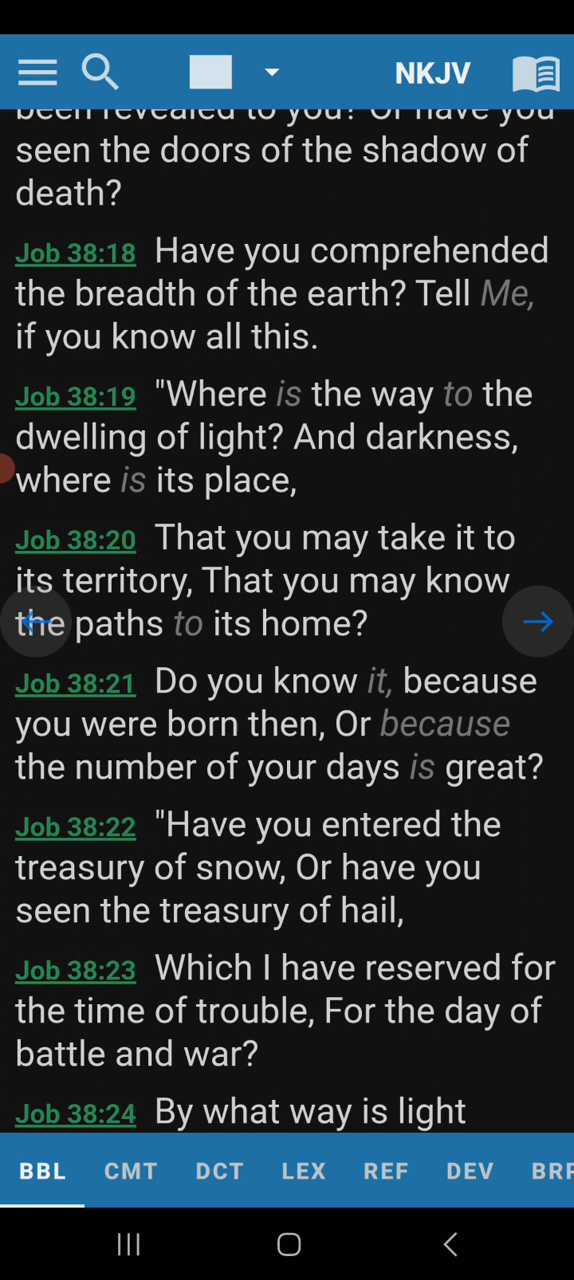 NKJV
been revealed to you? Or have you
seen the doors of the shadow of
death?
Job 38:18 Have you comprehended
the breadth of the earth? Tell Me,
if you know all this.
Job 38:19 "Where is the way to the
dwelling of light? And darkness,
where is its place,
Job 38:20 That you may take it to
its territory, That you may know
the paths to its home?
Job 38:21 Do you know it, because
you were born then, Or because
the number of your days is great?
Job 38:22 "Have you entered the
treasury of snow, Or have you
seen the treasury of hail,
Job 38:23 Which I have reserved for
the time of trouble, For the day of
battle and war?
Job 38:24 By what way is light
BBL CMT DCT LEX REF DEV BRP